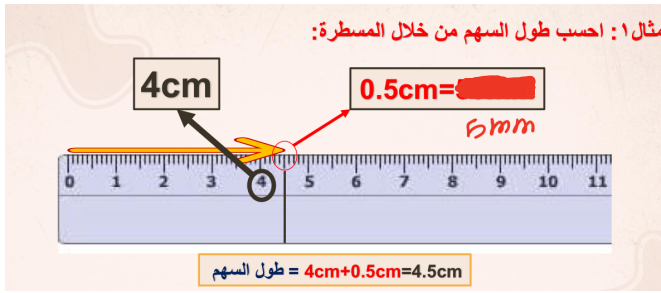 مثال١: احسب طول السهم من خلال المسطرة:
4cm
0.5cm=
5mm
0 1 2 3 4 5 6 7 8 9 10 11
طول السهم = 4cm+0.5cm=4.5cm